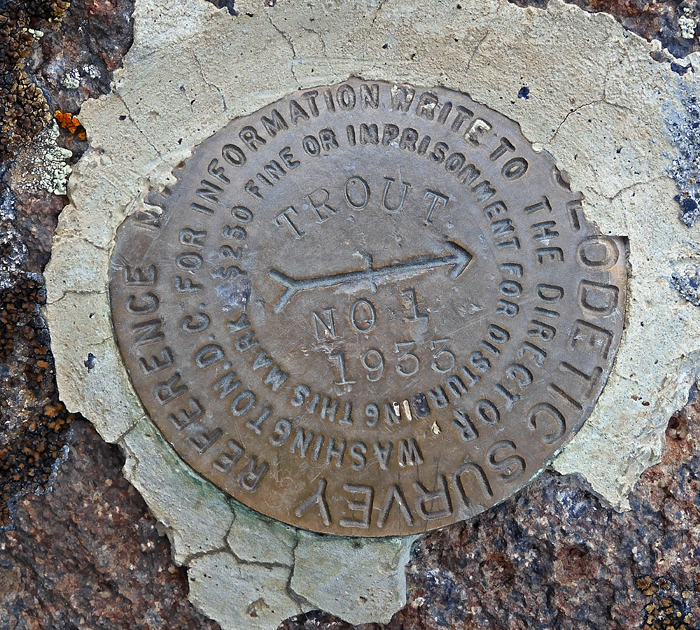 GEODETIC SURVEY
REFERENCE
FOR INFORMATION WRITE TO THE DIRECTOR
WASHINGTON, D.C.
$250 FINE OR IMPRISONMENT FOR DISTURBING THIS MARK.
TROUT
NO 1
1933